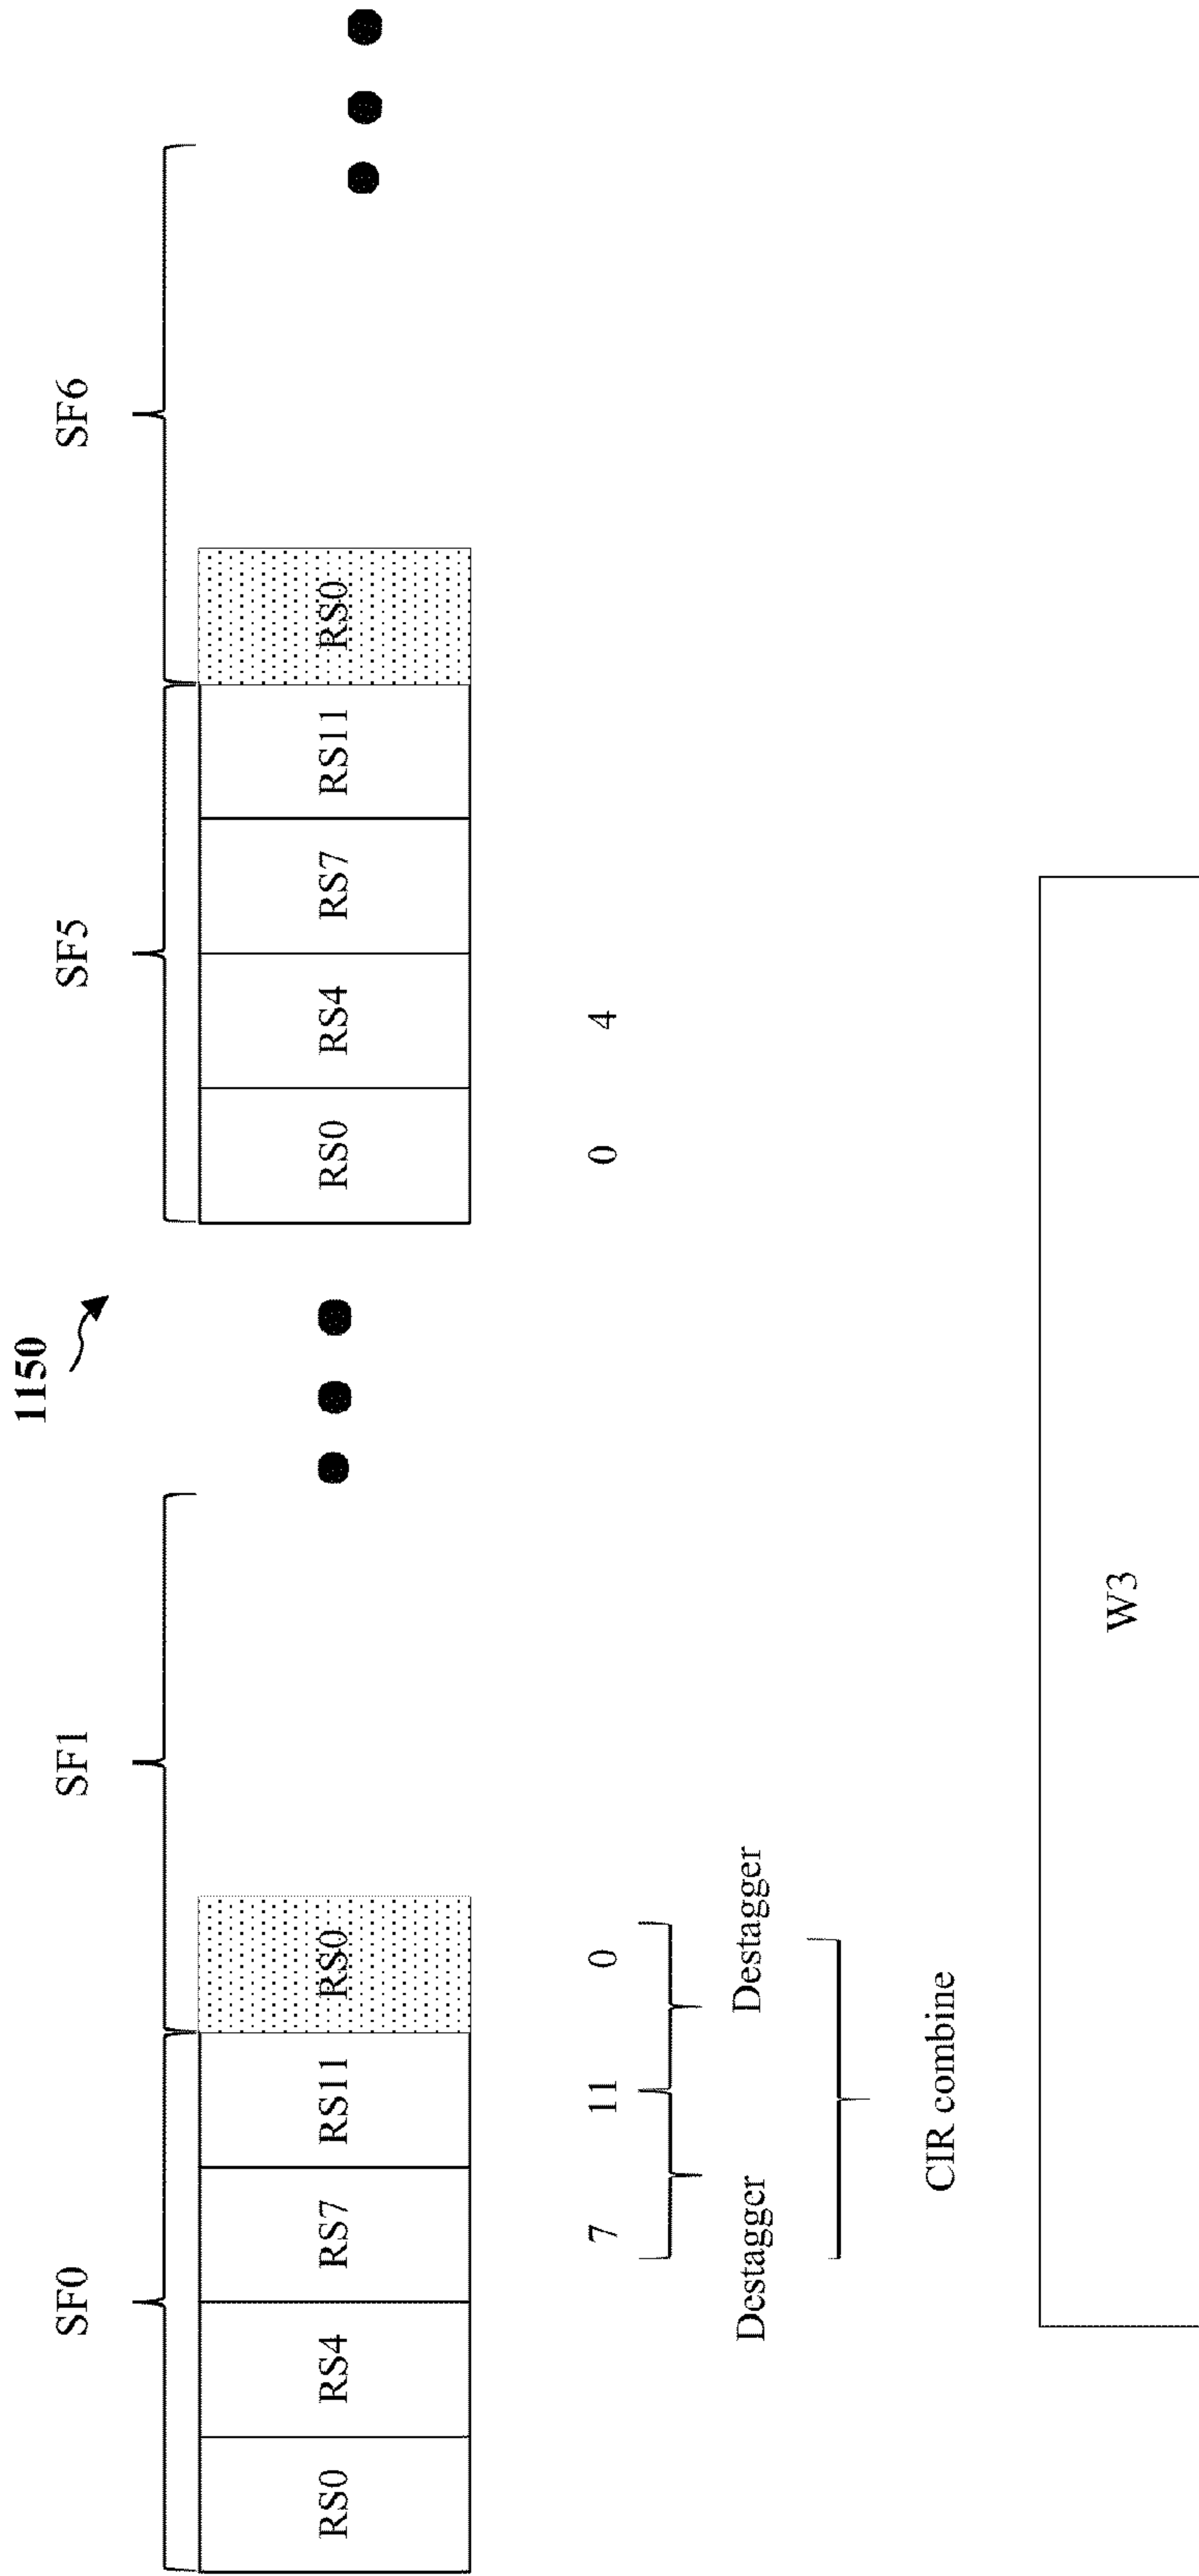 1150
SF0 SF1 SF5 SF6
RS0 RS4 RS7 RS11 RS0 RS0 RS4 RS7 RS11 RS0
7 11 0 0 4
Destagger Destagger
CIR combine
W3